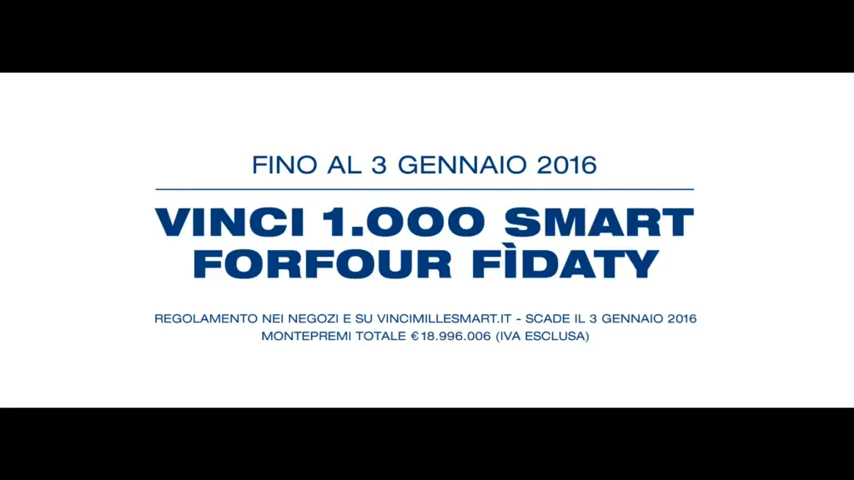 FINO AL 3 GENNAIO 2016
VINCI 1.000 SMART
FORFOUR FÌDATY
REGOLAMENTO NEI NEGOZI E SU VINCIMILLESMART.IT - SCADE IL 3 GENNAIO 2016
MONTEPREMI TOTALE €18.996.006 (IVA ESCLUSA)